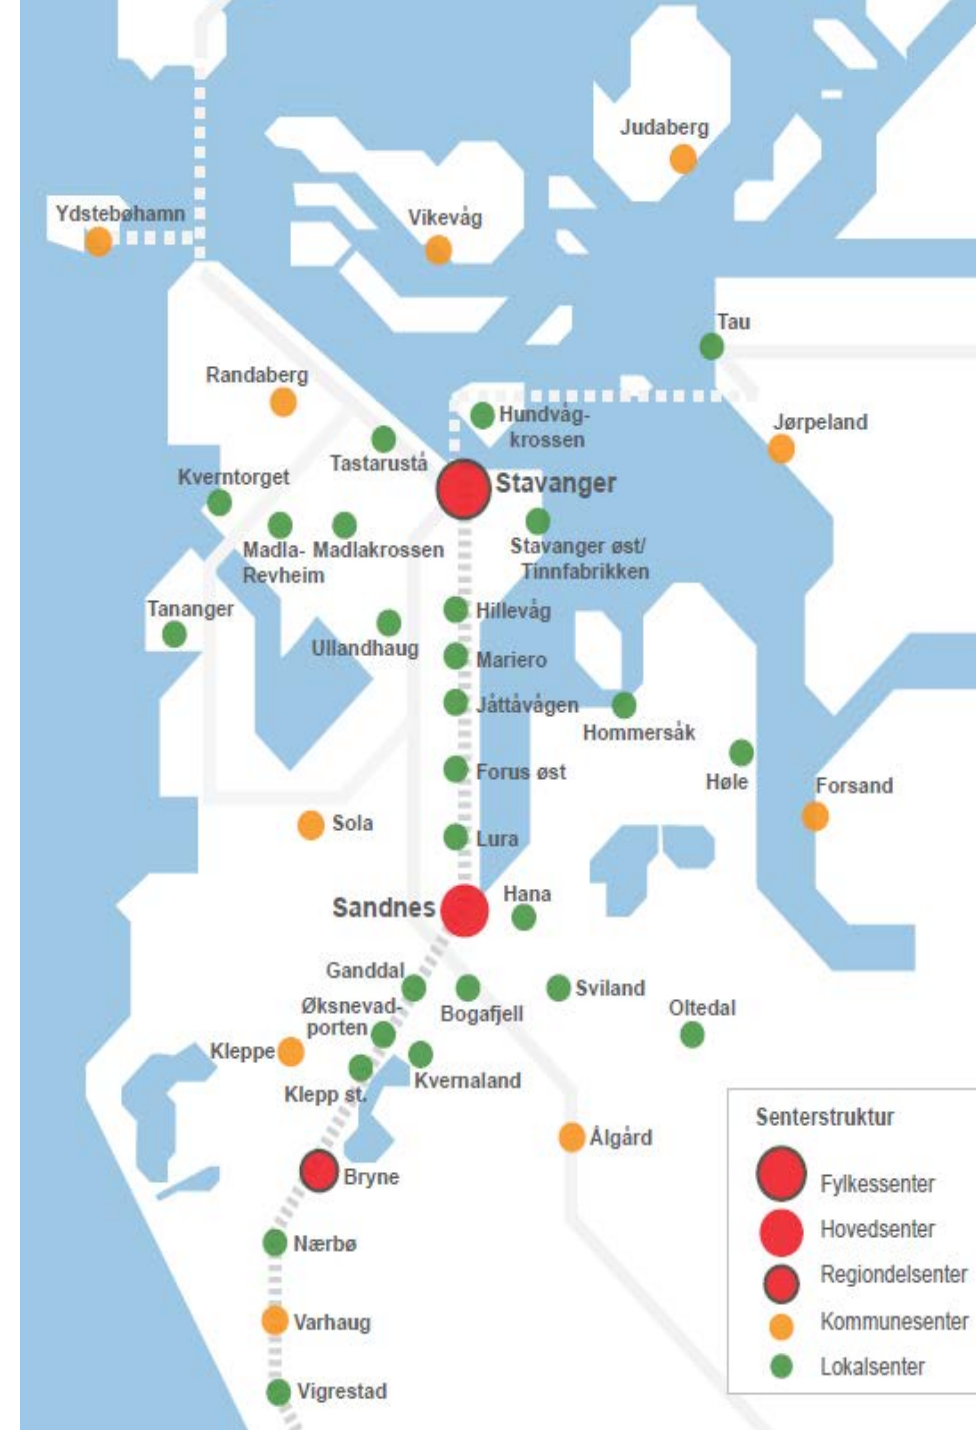 Judaberg
Ydstebøhamn
Vikevåg
Tau
Randaberg
Hundvåg-
krossen
Jørpeland
Tastarustå
Kverntorget
Stavanger
Madla-
Revheim
Madlakrossen
Stavanger øst/
Tinnfabrikken
Tananger
Hillevåg
Ullandhaug
Mariero
Jåttåvågen
Hommersåk
Forus øst
Høle
Forsand
Sola
Lura
Hana
Sandnes
Ganddal
Sviland
Øksnevad-
porten
Bogafjell
Oltedal
Kleppe
Klepp st.
Kvernaland
Ålgård
Bryne
Nærbø
Varhaug
Vigrestad
Senterstruktur
Fylkessenter
Hovedsenter
Regiondelsenter
Kommunesenter
Lokalsenter